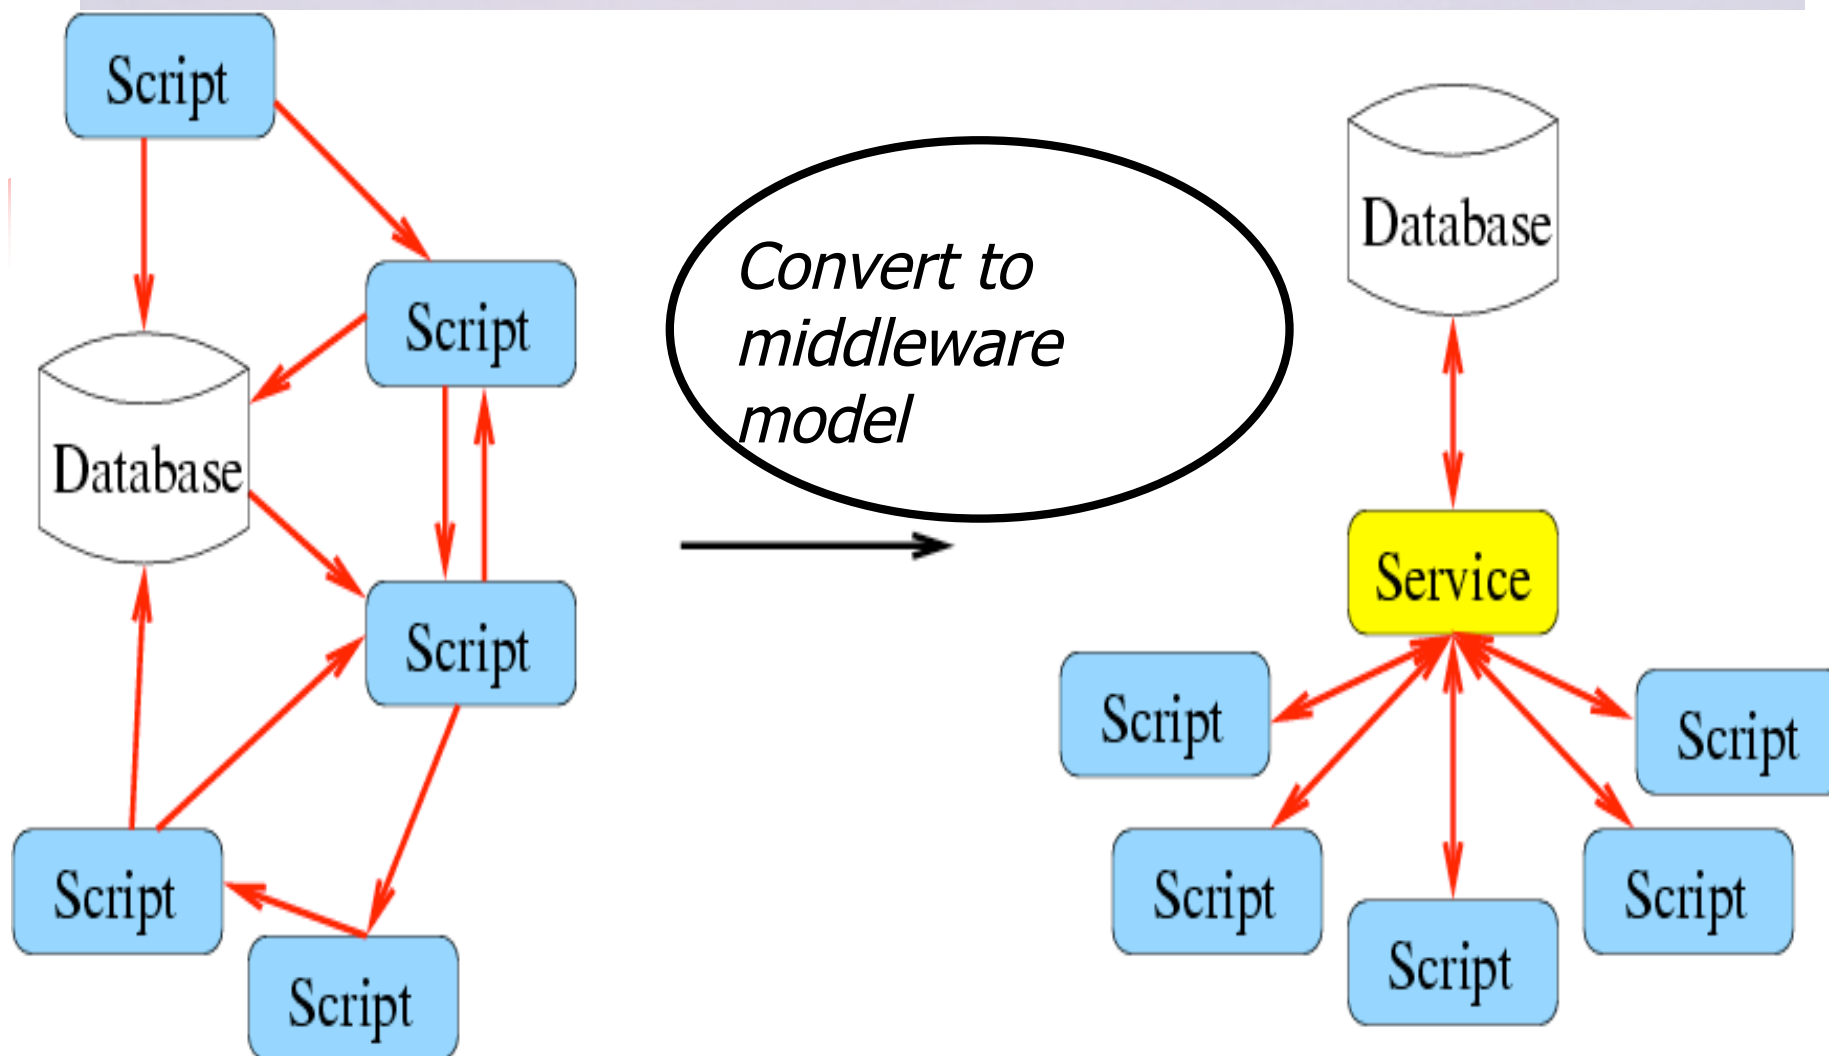 Script
Script
Database
Script
Script
Script
Convert to
middleware
model
Database
Service
Script
Script
Script
Script
Script